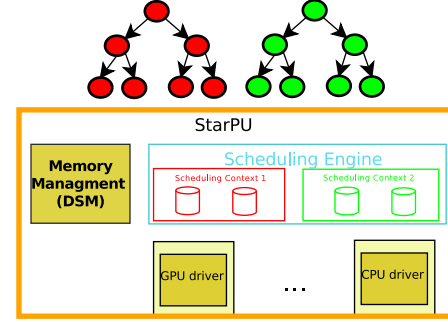 StarPU
Memory
Managment
(DSM)
Scheduling Engine
Scheduling Context 1
Scheduling Context 2
GPU driver
...
CPU driver